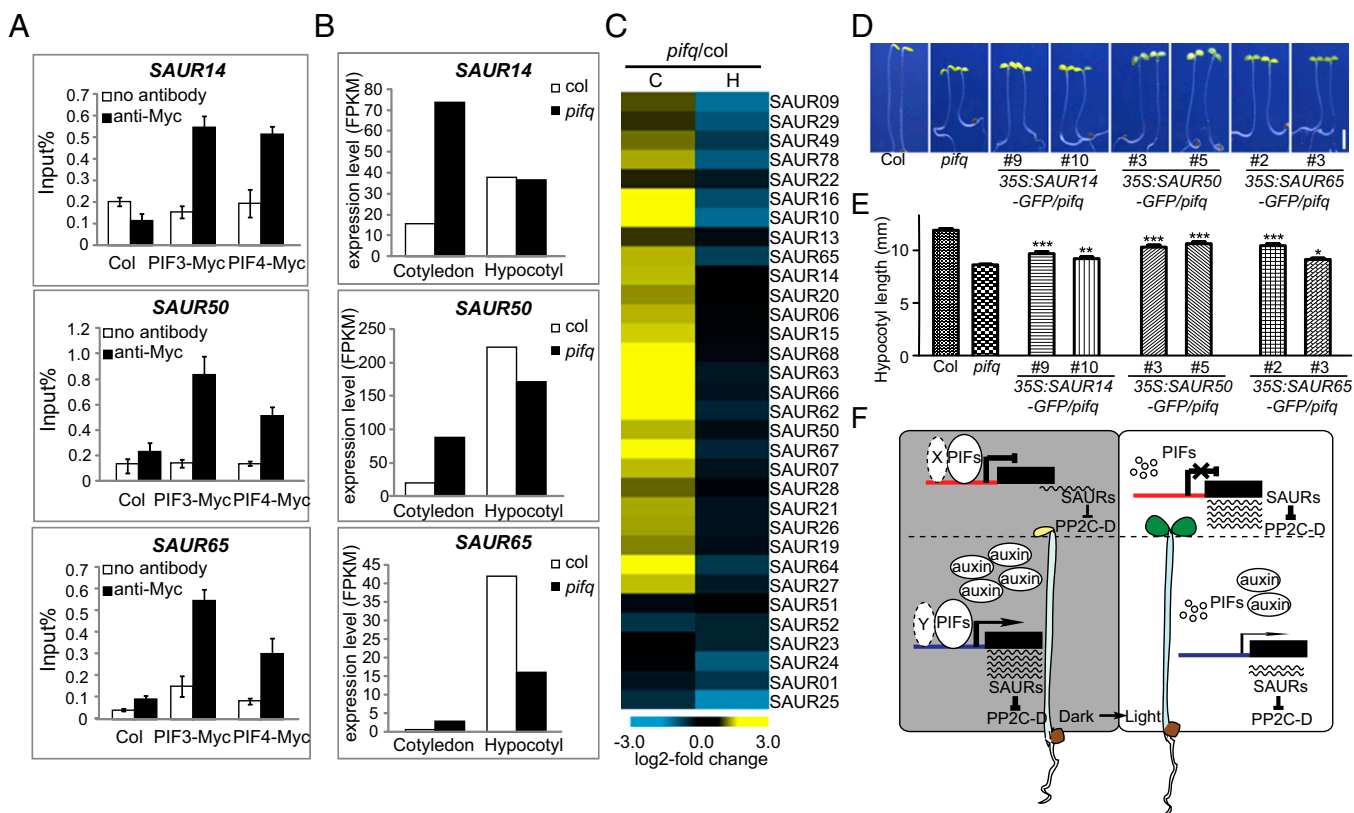 A
SAUR14
0.7
0.6
0.5
0.4
0.3
0.2
0.1
0
Input%
no antibody
anti-Myc
Col PIF3-Myc PIF4-Myc
SAUR50
1.2
1.0
0.8
0.6
0.4
0.2
0
Input%
no antibody
anti-Myc
Col PIF3-Myc PIF4-Myc
SAUR65
0.7
0.6
0.5
0.4
0.3
0.2
0.1
0
Input%
no antibody
anti-Myc
Col PIF3-Myc PIF4-Myc
B
SAUR14
80
70
60
50
40
30
20
10
0
expression level (FPKM)
col
pifq
Cotyledon Hypocotyl
SAUR50
250
200
150
100
50
0
expression level (FPKM)
col
pifq
Cotyledon Hypocotyl
SAUR65
45
40
35
30
25
20
15
10
5
0
expression level (FPKM)
col
pifq
Cotyledon Hypocotyl
C
pifq/col
C H
SAUR09
SAUR29
SAUR49
SAUR78
SAUR22
SAUR16
SAUR10
SAUR13
SAUR65
SAUR14
SAUR20
SAUR06
SAUR15
SAUR68
SAUR63
SAUR66
SAUR62
SAUR50
SAUR67
SAUR07
SAUR28
SAUR21
SAUR26
SAUR19
SAUR64
SAUR27
SAUR51
SAUR52
SAUR23
SAUR24
SAUR01
SAUR25
-3.0 0.0 3.0
log2-fold change
D
Col pifq #9 #10 #3 #5 #2 #3
35S:SAUR14 35S:SAUR50 35S:SAUR65
-GFP/pifq -GFP/pifq -GFP/pifq
E
Hypocotyl length (mm)
10
5
0
*** ** *** *** *** *
Col pifq #9 #10 #3 #5 #2 #3
35S:SAUR14 35S:SAUR50 35S:SAUR65
-GFP/pifq -GFP/pifq -GFP/pifq
F
X PIFs
SAURs
PP2C-D
auxin
auxin
auxin
auxin
Y PIFs
SAURs
PP2C-D
Dark Light
PIFs
SAURs
PP2C-D
auxin
PIFs auxin
SAURs
PP2C-D